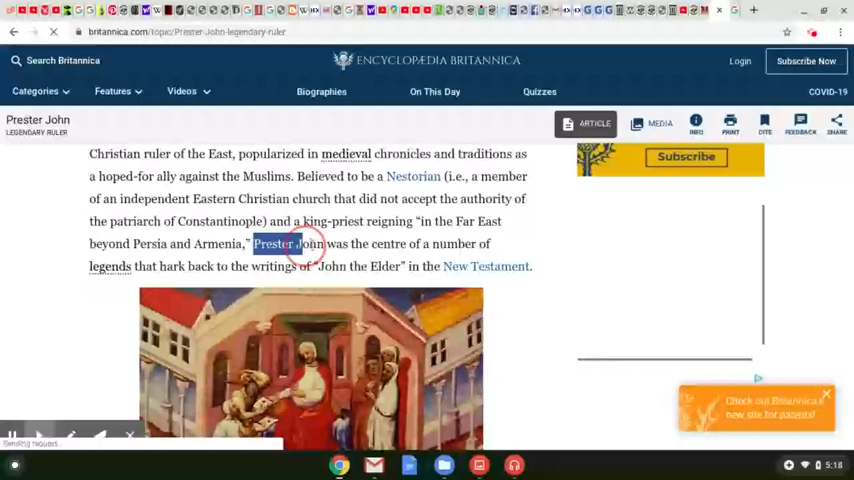 britannica.com/topic/Prester-John-legendary-ruler
Search Britannica
ENCYCLOPÆDIA BRITANNICA
Login
Subscribe Now
Categories
Features
Videos
Biographies
On This Day
Quizzes
COVID-19
Prester John
LEGENDARY RULER
ARTICLE
MEDIA
INFO
PRINT
CITE
FEEDBACK
SHARE
Christian ruler of the East, popularized in medieval chronicles and traditions as
a hoped-for ally against the Muslims. Believed to be a Nestorian (i.e., a member
of an independent Eastern Christian church that did not accept the authority of
the patriarch of Constantinople) and a king-priest reigning “in the Far East
beyond Persia and Armenia,” Prester John was the centre of a number of
legends that hark back to the writings of “John the Elder” in the New Testament.
Subscribe
Check out Britannica's
new site for parents!
Sending request...
5:18